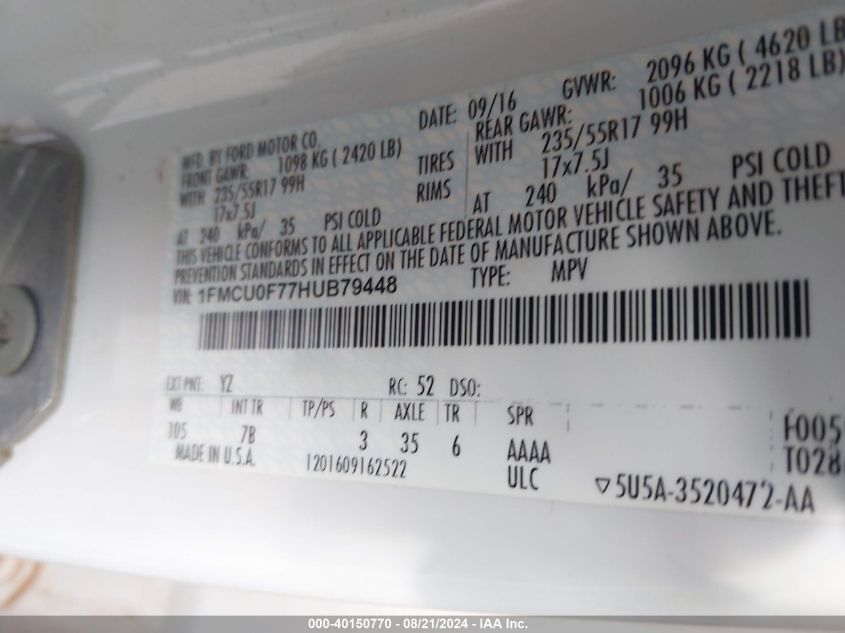 MFD. BY FORD MOTOR CO. DATE: 09/16 GVWR: 2096 KG ( 4620 LB
FRONT GAWR: 1098 KG ( 2420 LB) REAR GAWR: 1006 KG ( 2218 LB)
WITH 235/55R17 99H TIRES WITH 235/55R17 99H
17x7.5J RIMS 17x7.5J
AT 240 kPa/ 35 PSI COLD AT 240 kPa/ 35 PSI COLD
THIS VEHICLE CONFORMS TO ALL APPLICABLE FEDERAL MOTOR VEHICLE SAFETY AND THEFT
PREVENTION STANDARDS IN EFFECT ON THE DATE OF MANUFACTURE SHOWN ABOVE.
VIN: 1FMCU0F77HUB79448 TYPE: MPV
EXT PNT: YZ RC: 52 DSO:
WB INT TR TP/PS R AXLE TR SPR F005
105 7B 3 35 6 AAAA T028
MADE IN U.S.A. 1201609162522 ULC ▽5U5A-3520472-AA
000-40150770 - 08/21/2024 - IAA Inc.